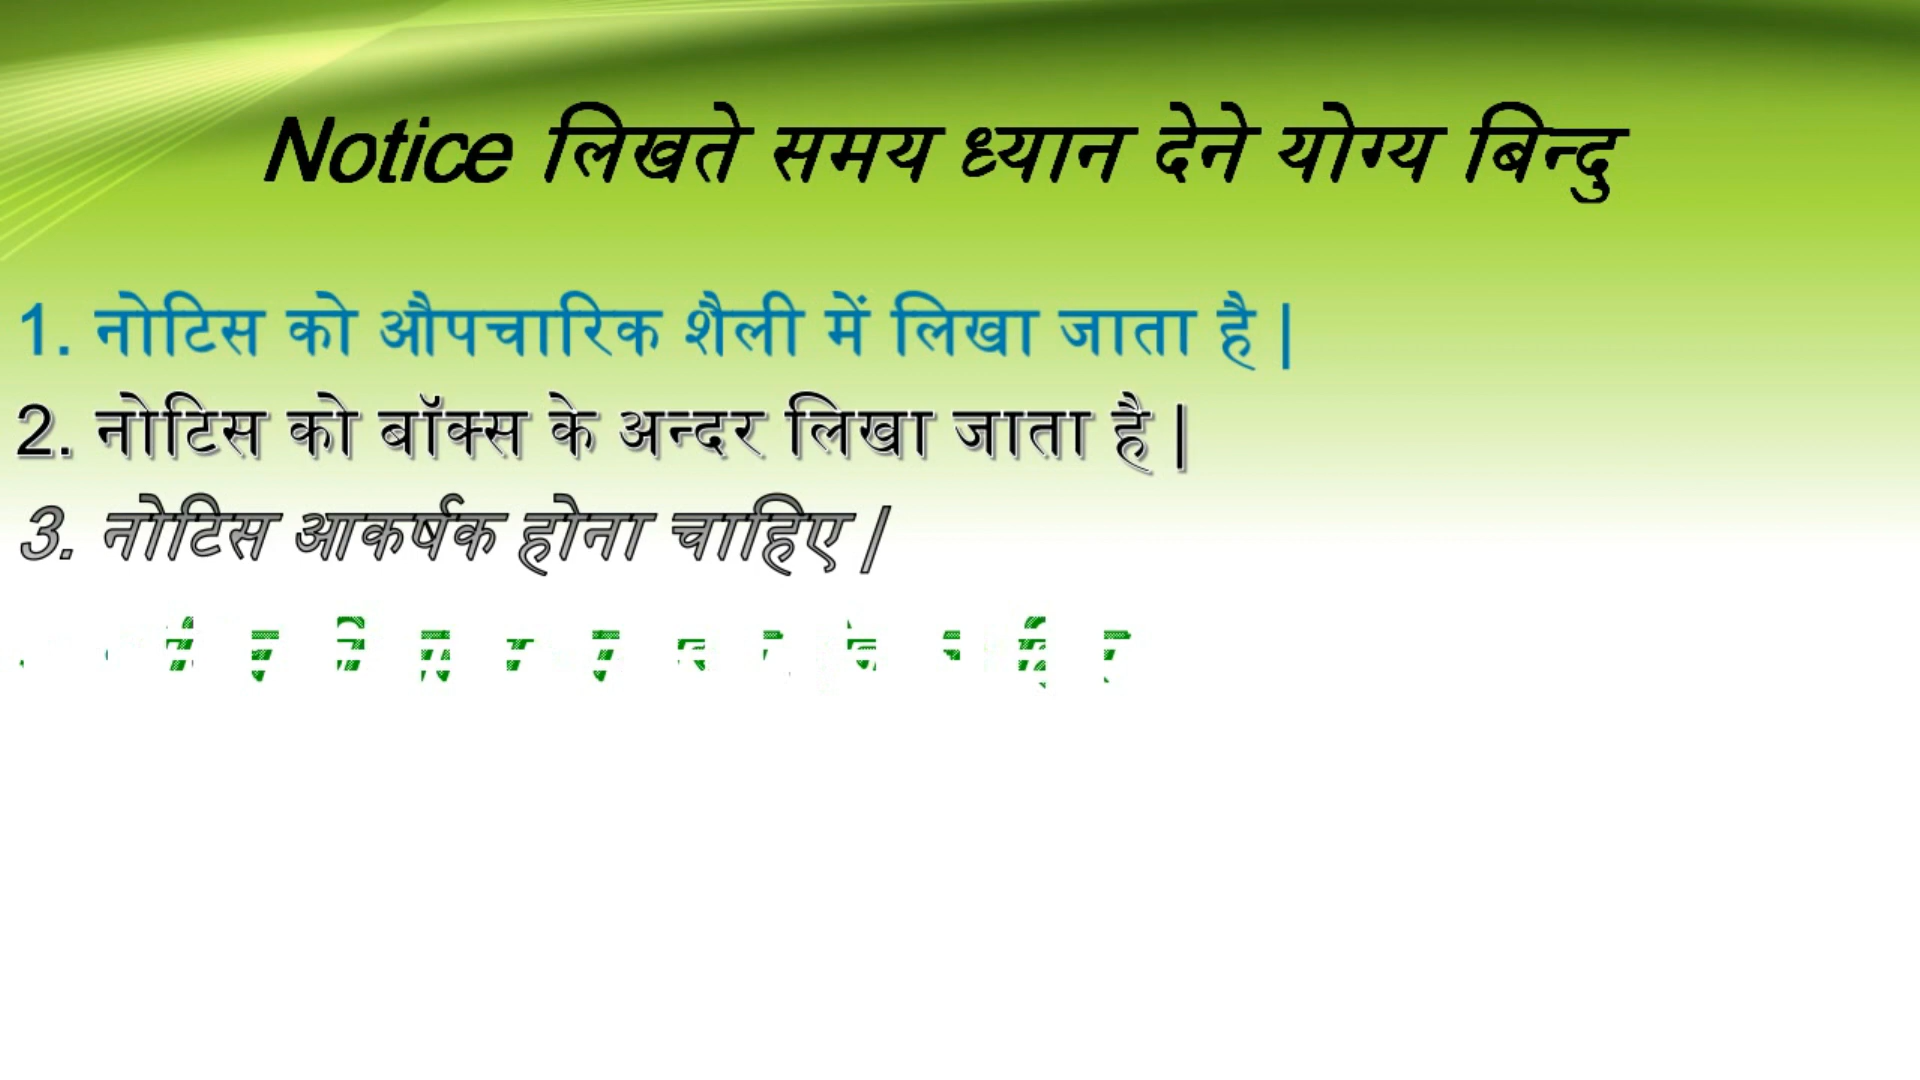 Notice लिखते समय ध्यान देने योग्य बिन्दु
1. नोटिस को औपचारिक शैली में लिखा जाता है |
2. नोटिस को बॉक्स के अन्दर लिखा जाता है |
3. नोटिस आकर्षक होना चाहिए |